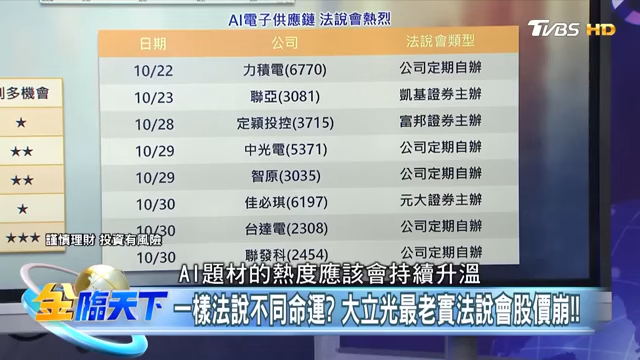 AI電子供應鏈 法說會熱烈
TVBS HD
日期 公司 法說會類型
10/22 力積電(6770) 公司定期自辦
10/23 聯亞(3081) 凱基證券主辦
10/28 定穎投控(3715) 富邦證券主辦
10/29 中光電(5371) 公司定期自辦
10/29 智原(3035) 公司定期自辦
10/30 佳必琪(6197) 元大證券主辦
10/30 台達電(2308) 公司定期自辦
10/30 聯發科(2454) 公司定期自辦
利多機會
★
★★
★★
★
★★★
謹慎理財 投資有風險
AI題材的熱度應該會持續升溫
金臨天下
一樣法說不同命運? 大立光最老實法說會股價崩!!